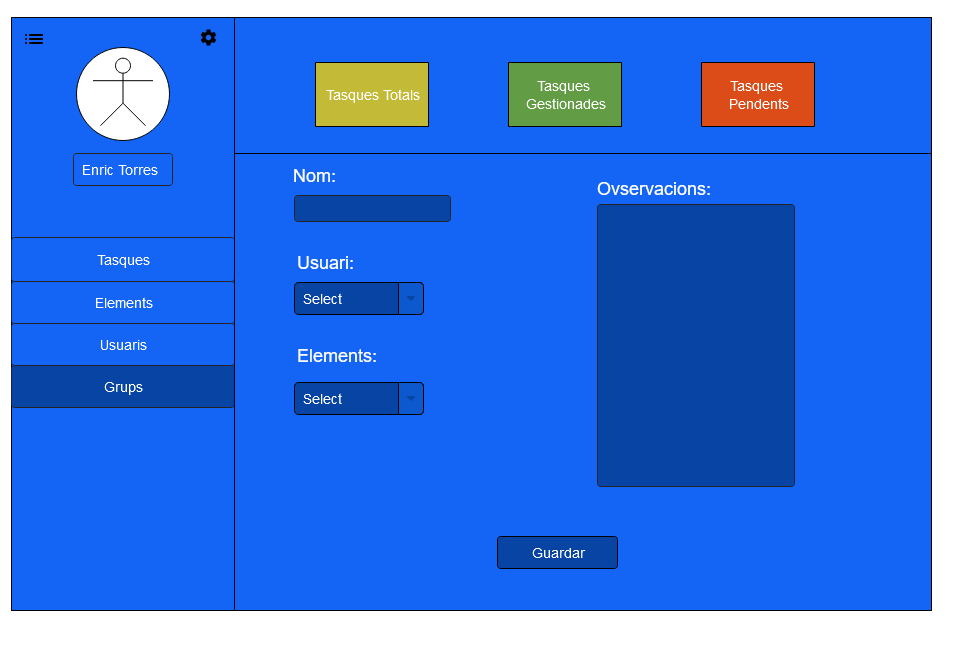 Enric Torres
Tasques
Elements
Usuaris
Grups
Tasques Totals
Tasques
Gestionades
Tasques
Pendents
Nom:
Usuari:
Select
Elements:
Select
Ovservacions:
Guardar